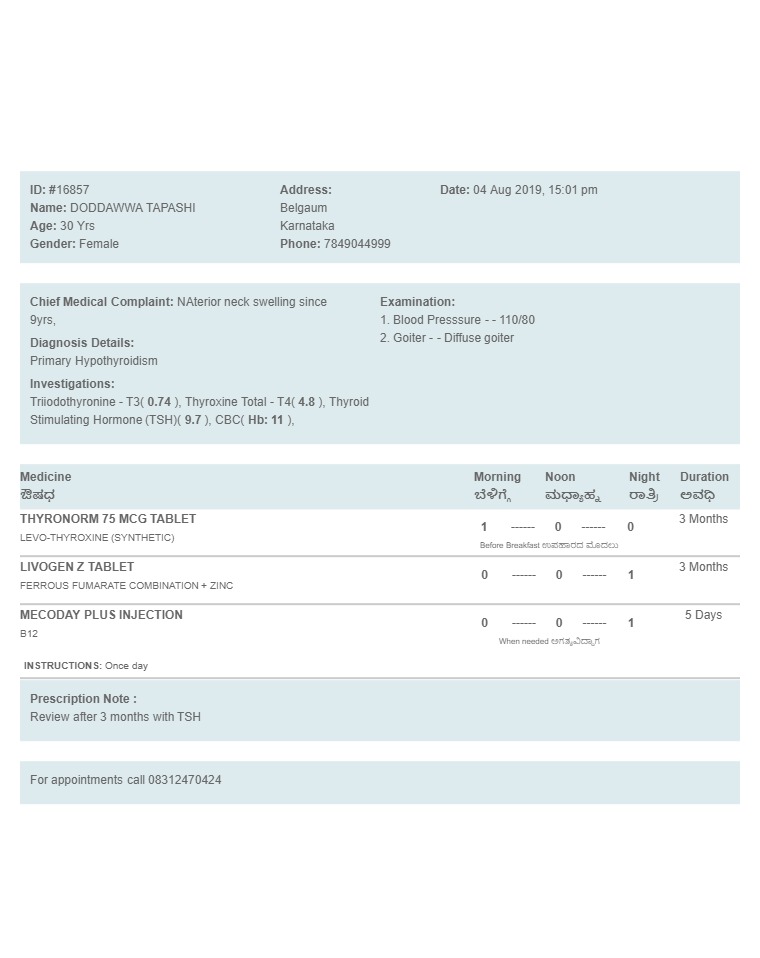 ID: #16857
Name: DODDAWWA TAPASHI
Age: 30 Yrs
Gender: Female
Address:
Belgaum
Karnataka
Phone: 7849044999
Date: 04 Aug 2019, 15:01 pm
Chief Medical Complaint: NAterior neck swelling since
9yrs,
Diagnosis Details:
Primary Hypothyroidism
Investigations:
Triiodothyronine - T3( 0.74 ), Thyroxine Total - T4( 4.8 ), Thyroid
Stimulating Hormone (TSH)( 9.7 ), CBC( Hb: 11 ),
Examination:
1. Blood Presssure - - 110/80
2. Goiter - - Diffuse goiter
Medicine Morning Noon Night Duration
ಔಷಧ ಬೆಳಿಗ್ಗೆ ಮಧ್ಯಾಹ್ನ ರಾತ್ರಿ ಅವಧಿ
THYRONORM 75 MCG TABLET 1 ------ 0 ------ 0 3 Months
LEVO-THYROXINE (SYNTHETIC)
Before Breakfast ಉಪಹಾರದ ಮೊದಲು
LIVOGEN Z TABLET 0 ------ 0 ------ 1 3 Months
FERROUS FUMARATE COMBINATION + ZINC
MECODAY PLUS INJECTION 0 ------ 0 ------ 1 5 Days
B12
When needed ಅಗತ್ಯವಿದ್ದಾಗ
INSTRUCTIONS: Once day
Prescription Note :
Review after 3 months with TSH
For appointments call 08312470424